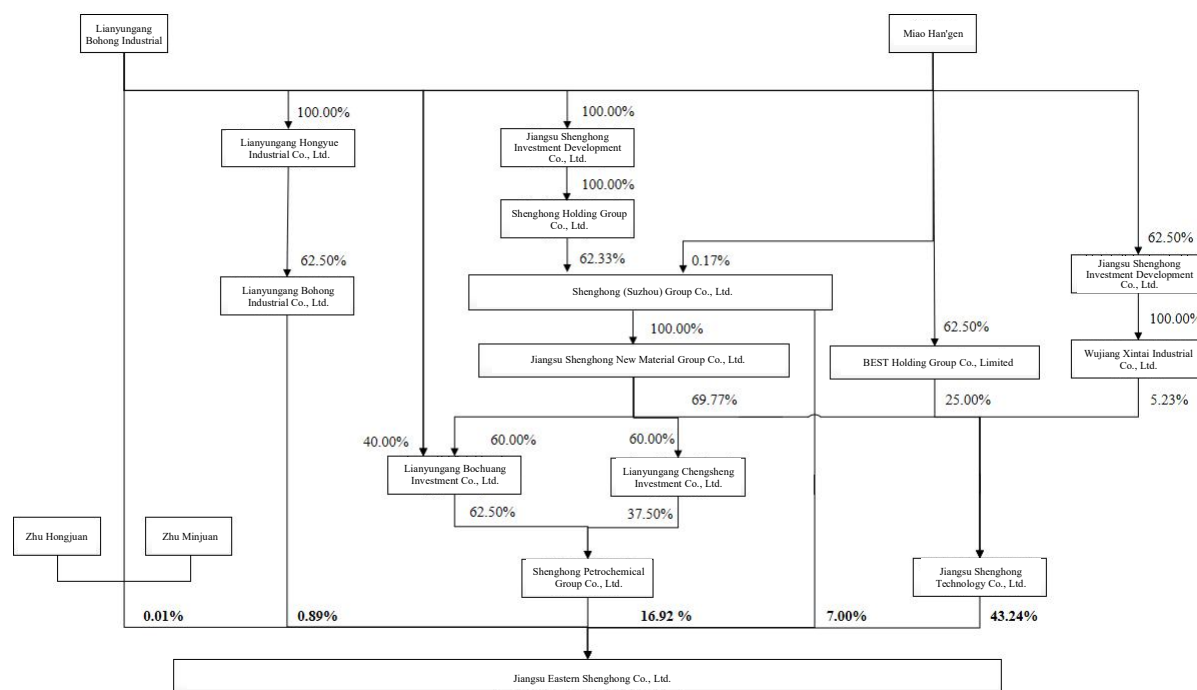 Lianyungang
Bohong Industrial
Miao Han'gen
100.00%
100.00%
Lianyungang Hongyue
Industrial Co., Ltd.
Jiangsu Shenghong
Investment Development
Co., Ltd.
100.00%
Shenghong Holding Group
Co., Ltd.
62.50%
62.33%
0.17%
62.50%
Lianyungang Bohong
Industrial Co., Ltd.
Shenghong (Suzhou) Group Co., Ltd.
Jiangsu Shenghong
Investment Development
Co., Ltd.
100.00%
62.50%
100.00%
Jiangsu Shenghong New Material Group Co., Ltd.
BEST Holding Group Co., Limited
Wujiang Xintai Industrial
Co., Ltd.
69.77%
25.00%
5.23%
40.00%
60.00%
60.00%
Lianyungang Bochuang
Investment Co., Ltd.
Lianyungang Chengsheng
Investment Co., Ltd.
62.50%
37.50%
Zhu Hongjuan
Zhu Minjuan
Shenghong Petrochemical
Group Co., Ltd.
Jiangsu Shenghong
Technology Co., Ltd.
0.01%
0.89%
16.92 %
7.00%
43.24%
Jiangsu Eastern Shenghong Co., Ltd.